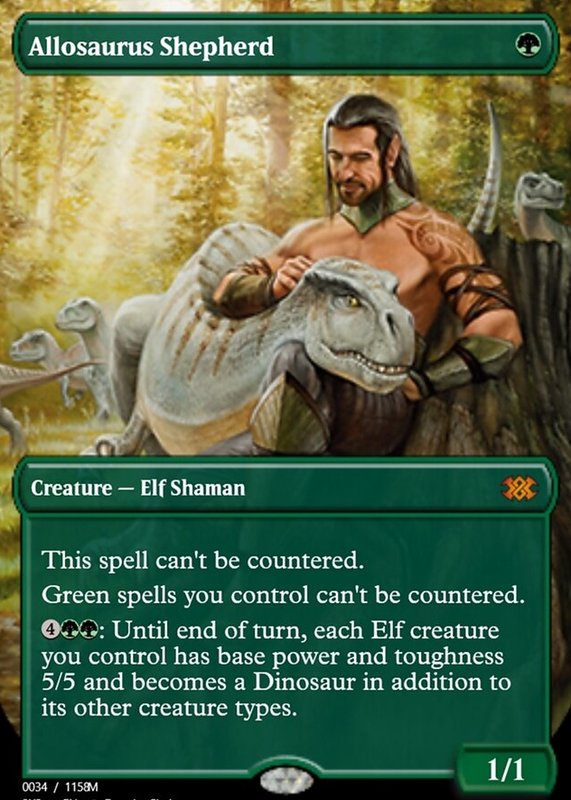 Allosaurus Shepherd
Creature — Elf Shaman
This spell can't be countered.
Green spells you control can't be countered.
4: Until end of turn, each Elf creature
you control has base power and toughness
5/5 and becomes a Dinosaur in addition to
its other creature types.
1/1
0034 / 1158M